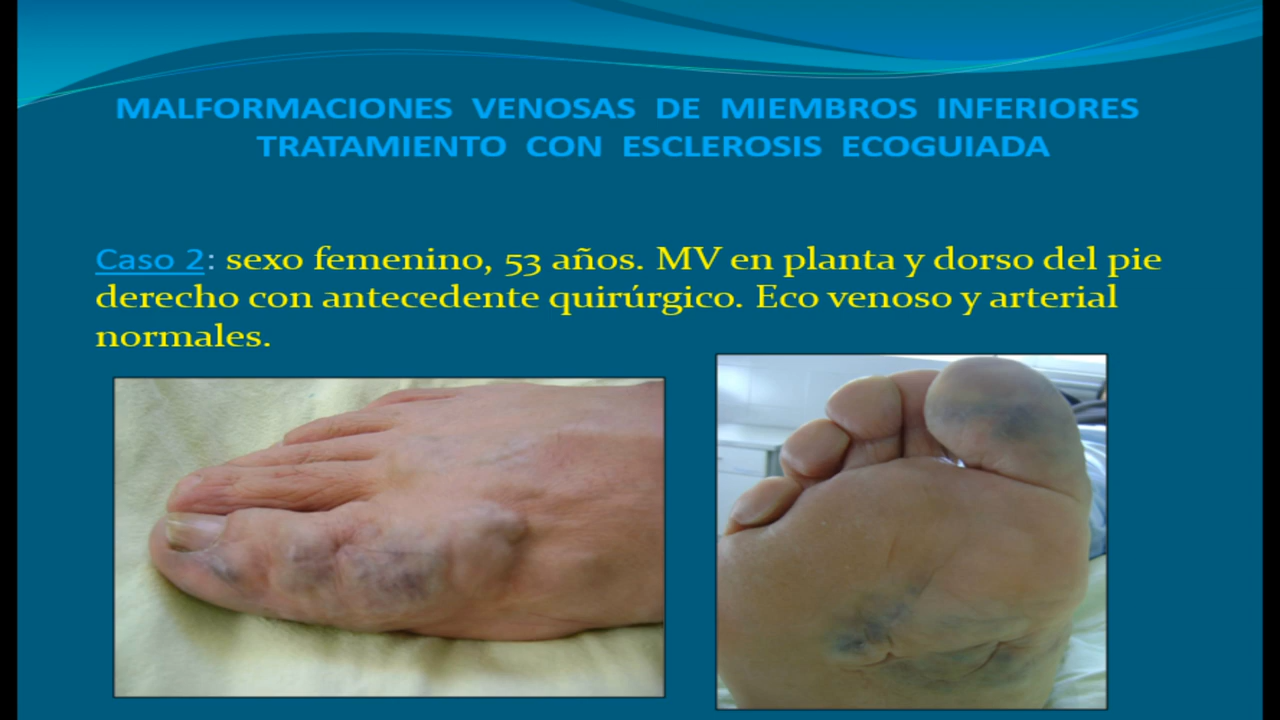 MALFORMACIONES VENOSAS DE MIEMBROS INFERIORES
TRATAMIENTO CON ESCLEROSIS ECOGUIADA
Caso 2: sexo femenino, 53 años. MV en planta y dorso del pie
derecho con antecedente quirúrgico. Eco venoso y arterial
normales.